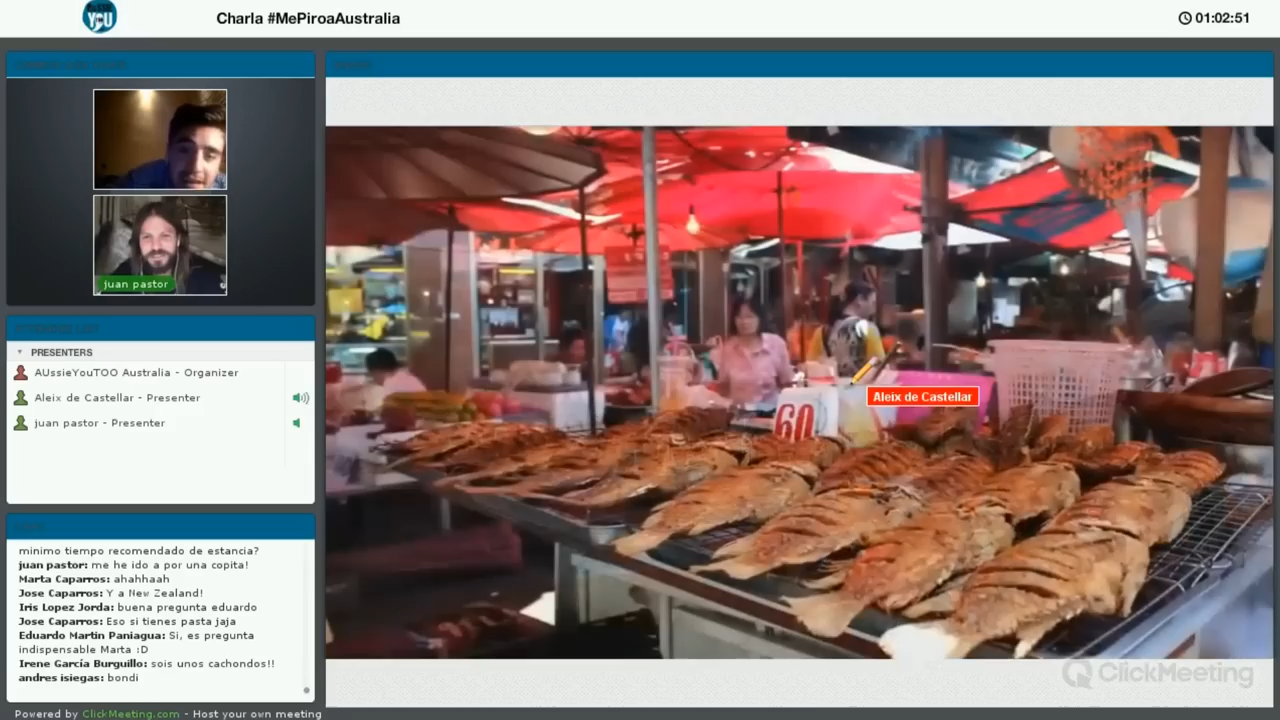 YOU
Charla #MePiroaAustralia
01:02:51
juan pastor
PRESENTERS
AUssieYouTOO Australia - Organizer
Aleix de Castellar - Presenter
juan pastor - Presenter
60
Aleix de Castellar
minimo tiempo recomendado de estancia?
juan pastor: me he ido a por una copita!
Marta Caparros: ahahhaah
Jose Caparros: Y a New Zealand!
Iris Lopez Jorda: buena pregunta eduardo
Jose Caparros: Eso si tienes pasta jaja
Eduardo Martin Paniagua: Si, es pregunta
indispensable Marta :D
Irene García Burguillo: sois unos cachondos!!
andres isiegas: bondi
ClickMeeting
Powered by ClickMeeting.com - Host your own meeting